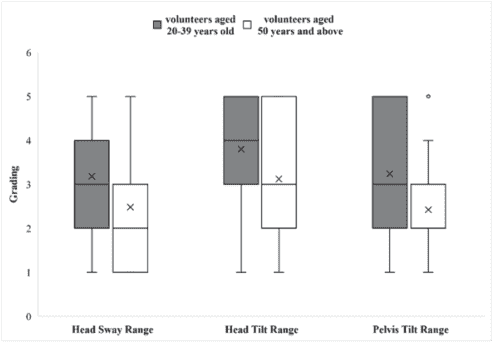 volunteers aged
20-39 years old
volunteers aged
50 years and above
6
5
4
3
2
1
0
Grading
Head Sway Range
Head Tilt Range
Pelvis Tilt Range